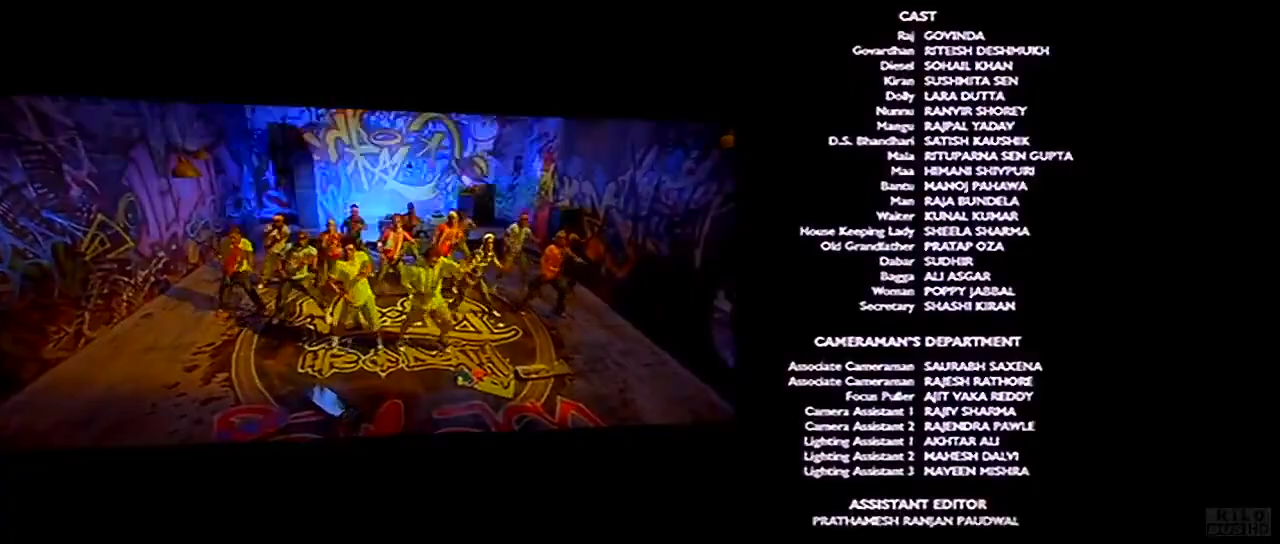 CAST
Raj GOVINDA
Govardhan RITEISH DESHMUKH
Diesel SOHAIL KHAN
Kiran SUSHMITA SEN
Dolly LARA DUTTA
Nunnu RANVIR SHOREY
Mangu RAJPAL YADAV
D.S. Bhandhari SATISH KAUSHIK
Mala RITUPARNA SEN GUPTA
Maa HIMANI SHIVPURI
Bantu MANOJ PAHAWA
Man RAJA BUNDELA
Waiter KUNAL KUMAR
House Keeping Lady SHEELA SHARMA
Old Grandfather PRATAP OZA
Dabar SUDHIR
Bagga ALI ASGAR
Woman POPPY JABBAL
Secretary SHASHI KIRAN
CAMERAMAN'S DEPARTMENT
Associate Cameraman SAURABH SAXENA
Associate Cameraman RAJESH RATHORE
Focus Puller AJIT VAKA REDDY
Camera Assistant 1 RAJIV SHARMA
Camera Assistant 2 RAJENDRA PAWLE
Lighting Assistant 1 AKHTAR ALI
Lighting Assistant 2 MAHESH DALVI
Lighting Assistant 3 NAVEEN MISHRA
ASSISTANT EDITOR
PRATHAMESH RANJAN PAUDWAL
KILO